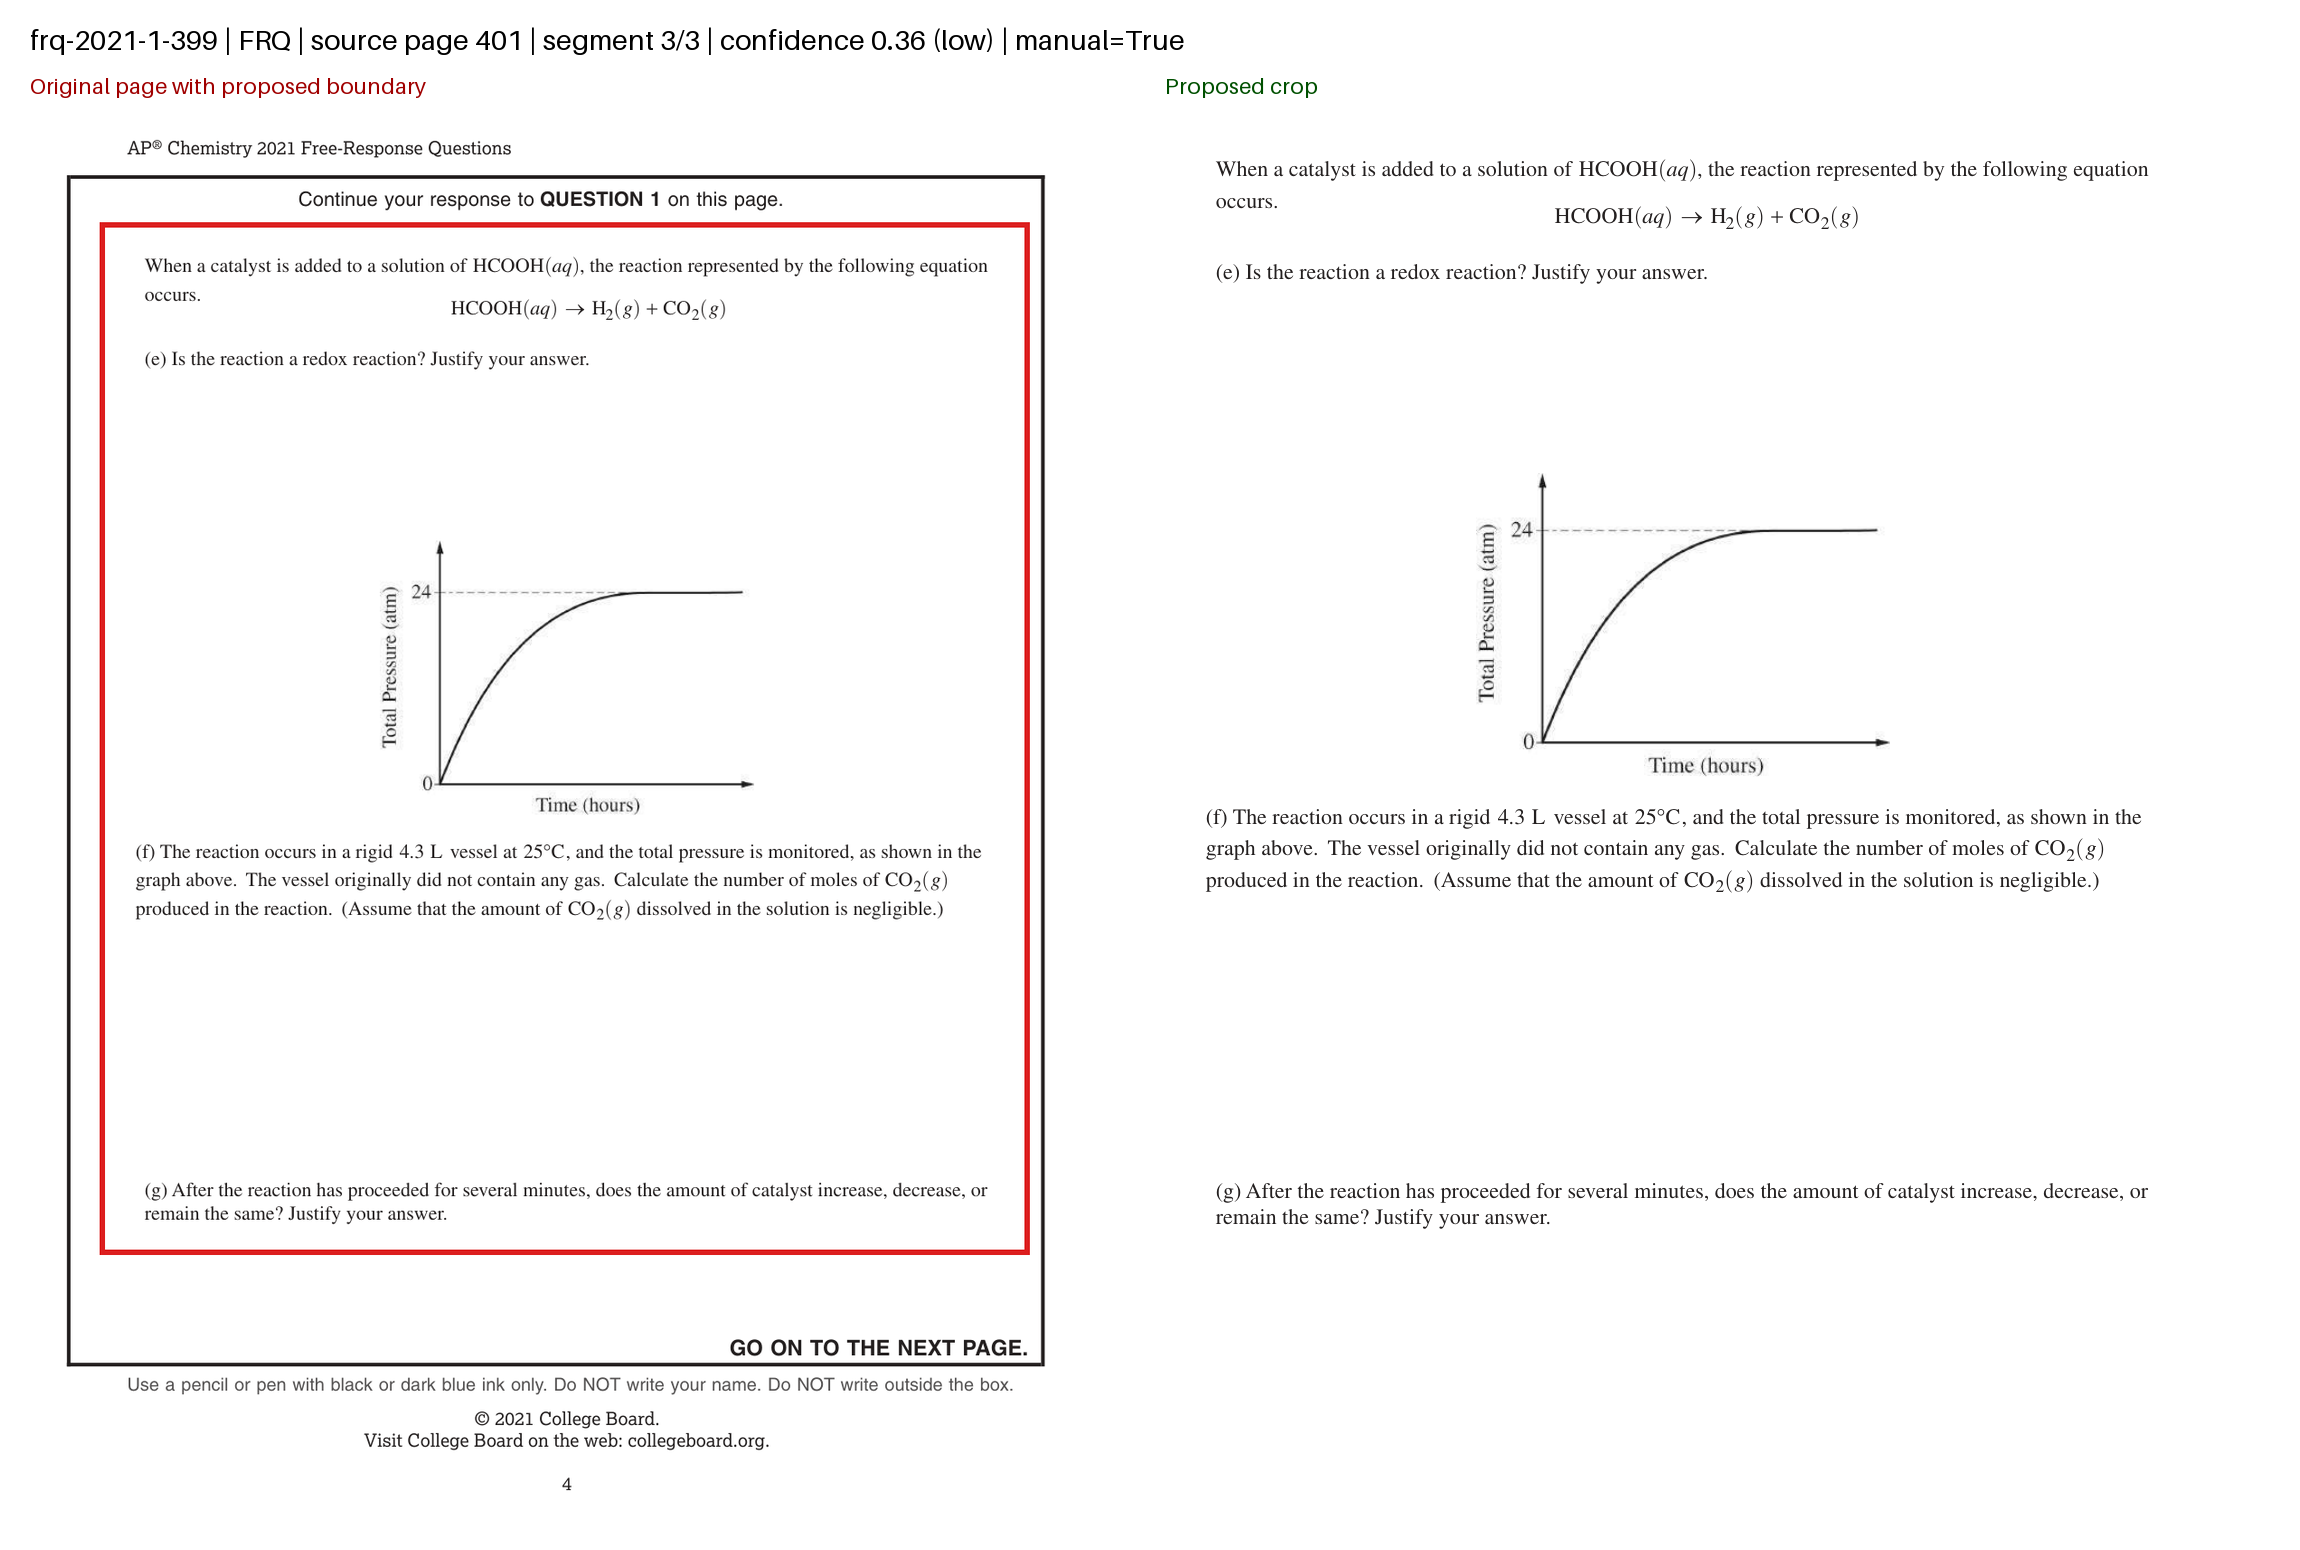 frq-2021-1-399 | FRQ | source page 401 | segment 3/3 | confidence 0.36 (low) | manual=True
Original page with proposed boundary
AP® Chemistry 2021 Free-Response Questions
Continue your response to QUESTION 1 on this page.
When a catalyst is added to a solution of HCOOH(aq), the reaction represented by the following equation
occurs.
HCOOH(aq) → H₂(g) + CO₂(g)
(e) Is the reaction a redox reaction? Justify your answer.
Total Pressure (atm)
24
0
Time (hours)
(f) The reaction occurs in a rigid 4.3 L vessel at 25°C, and the total pressure is monitored, as shown in the
graph above. The vessel originally did not contain any gas. Calculate the number of moles of CO₂(g)
produced in the reaction. (Assume that the amount of CO₂(g) dissolved in the solution is negligible.)
(g) After the reaction has proceeded for several minutes, does the amount of catalyst increase, decrease, or
remain the same? Justify your answer.
GO ON TO THE NEXT PAGE.
Use a pencil or pen with black or dark blue ink only. Do NOT write your name. Do NOT write outside the box.
© 2021 College Board.
Visit College Board on the web: collegeboard.org.
4
Proposed crop
When a catalyst is added to a solution of HCOOH(aq), the reaction represented by the following equation
occurs.
HCOOH(aq) → H₂(g) + CO₂(g)
(e) Is the reaction a redox reaction? Justify your answer.
Total Pressure (atm)
24
0
Time (hours)
(f) The reaction occurs in a rigid 4.3 L vessel at 25°C, and the total pressure is monitored, as shown in the
graph above. The vessel originally did not contain any gas. Calculate the number of moles of CO₂(g)
produced in the reaction. (Assume that the amount of CO₂(g) dissolved in the solution is negligible.)
(g) After the reaction has proceeded for several minutes, does the amount of catalyst increase, decrease, or
remain the same? Justify your answer.